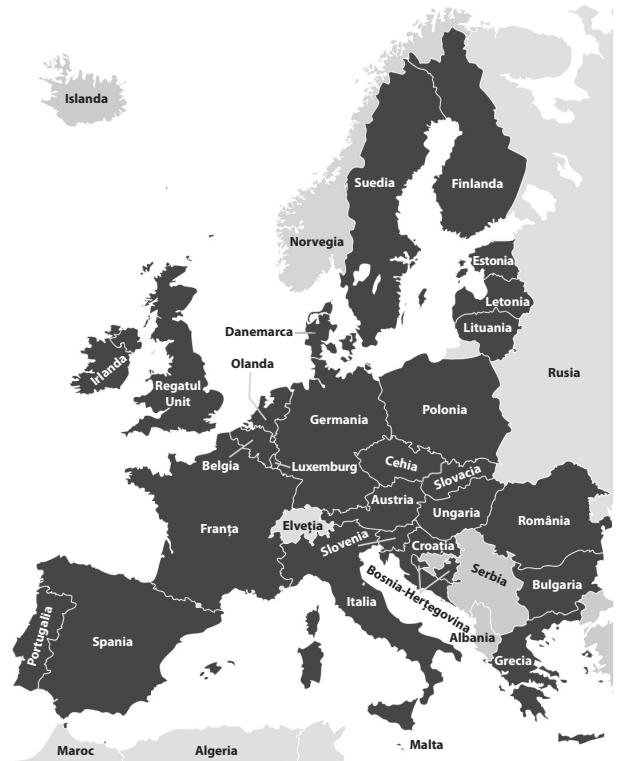 Islanda
Suedia
Finlanda
Norvegia
Estonia
Letonia
Danemarca
Lituania
Olanda
Irlanda
Rusia
Regatul
Unit
Germania
Polonia
Belgia
Luxemburg
Cehia
Slovacia
Austria
Ungaria
Franța
Elveția
România
Slovenia
Croația
Serbia
Bosnia-Herțegovina
Bulgaria
Italia
Portugalia
Spania
Albania
Grecia
Maroc
Algeria
Malta